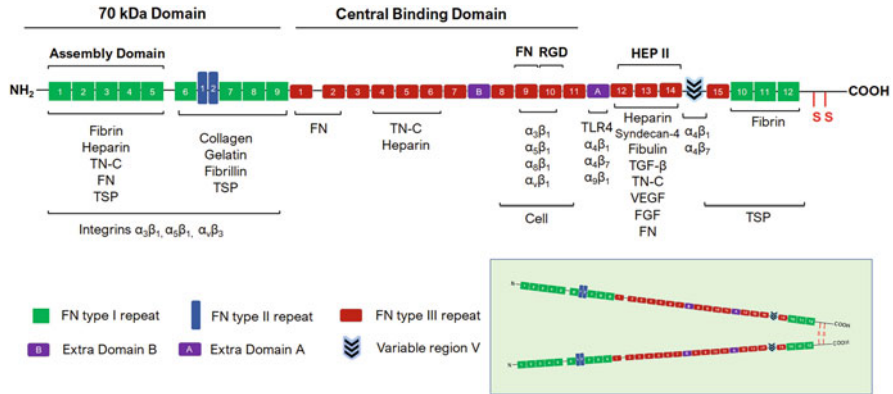 70 kDa Domain
Central Binding Domain
Assembly Domain
FN RGD
HEP II
NH2 1 2 3 4 5 6 1 2 7 8 9 1 2 3 4 5 6 7 B 8 9 10 11 A 12 13 14 15 10 11 12 COOH
S S
Fibrin
Heparin
TN-C
FN
TSP
Collagen
Gelatin
Fibrillin
TSP
FN
TN-C
Heparin
α3β1
α5β1
α8β1
αvβ1
TLR4
α4β1
α4β7
α9β1
Heparin
Syndecan-4
Fibulin
TGF-β
TN-C
VEGF
FGF
FN
α4β1
α4β7
Fibrin
Integrins α3β1, α5β1, αvβ3
Cell
TSP
FN type I repeat
FN type II repeat
FN type III repeat
B Extra Domain B
A Extra Domain A
Variable region V
N
COOH
S S
N
COOH